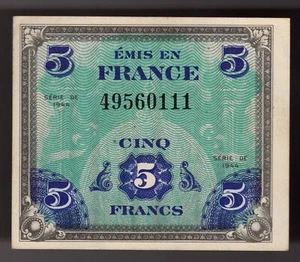 5 ÉMIS EN 5
FRANCE
SÉRIE DE
1944
49560111
CINQ
SÉRIE DE
1944
5 5 5
FRANCS